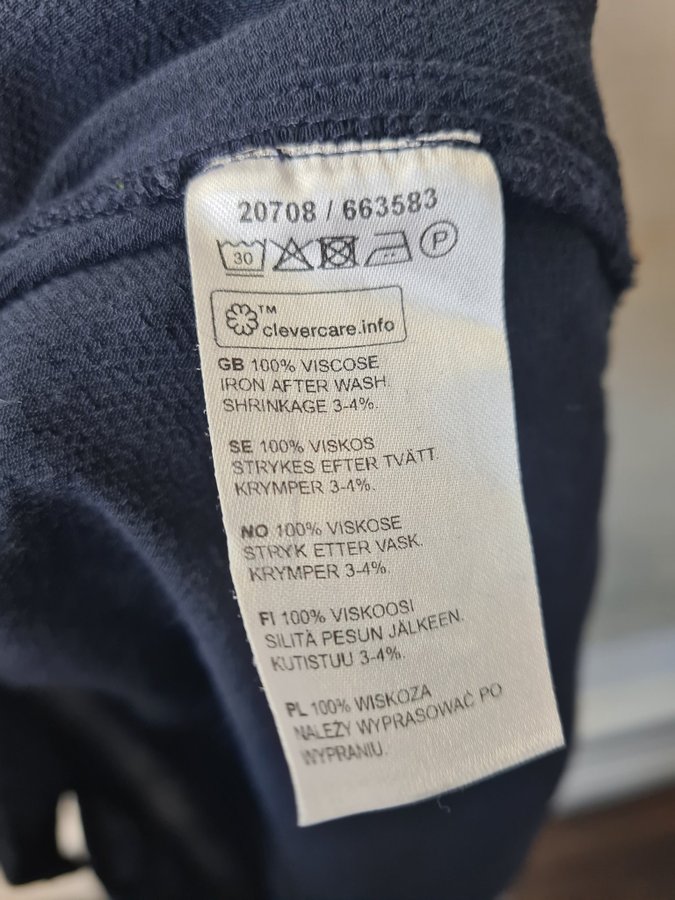 20708 / 663583
30 P
™
clevercare.info
GB 100% VISCOSE
IRON AFTER WASH.
SHRINKAGE 3-4%.
SE 100% VISKOS
STRYKES EFTER TVÄTT.
KRYMPER 3-4%.
NO 100% VISKOSE
STRYK ETTER VASK.
KRYMPER 3-4%.
FI 100% VISKOOSI
SILITÄ PESUN JÄLKEEN.
KUTISTUU 3-4%.
PL 100% WISKOZA
NALEŻY WYPRASOWAĆ PO
WYPRANIU.